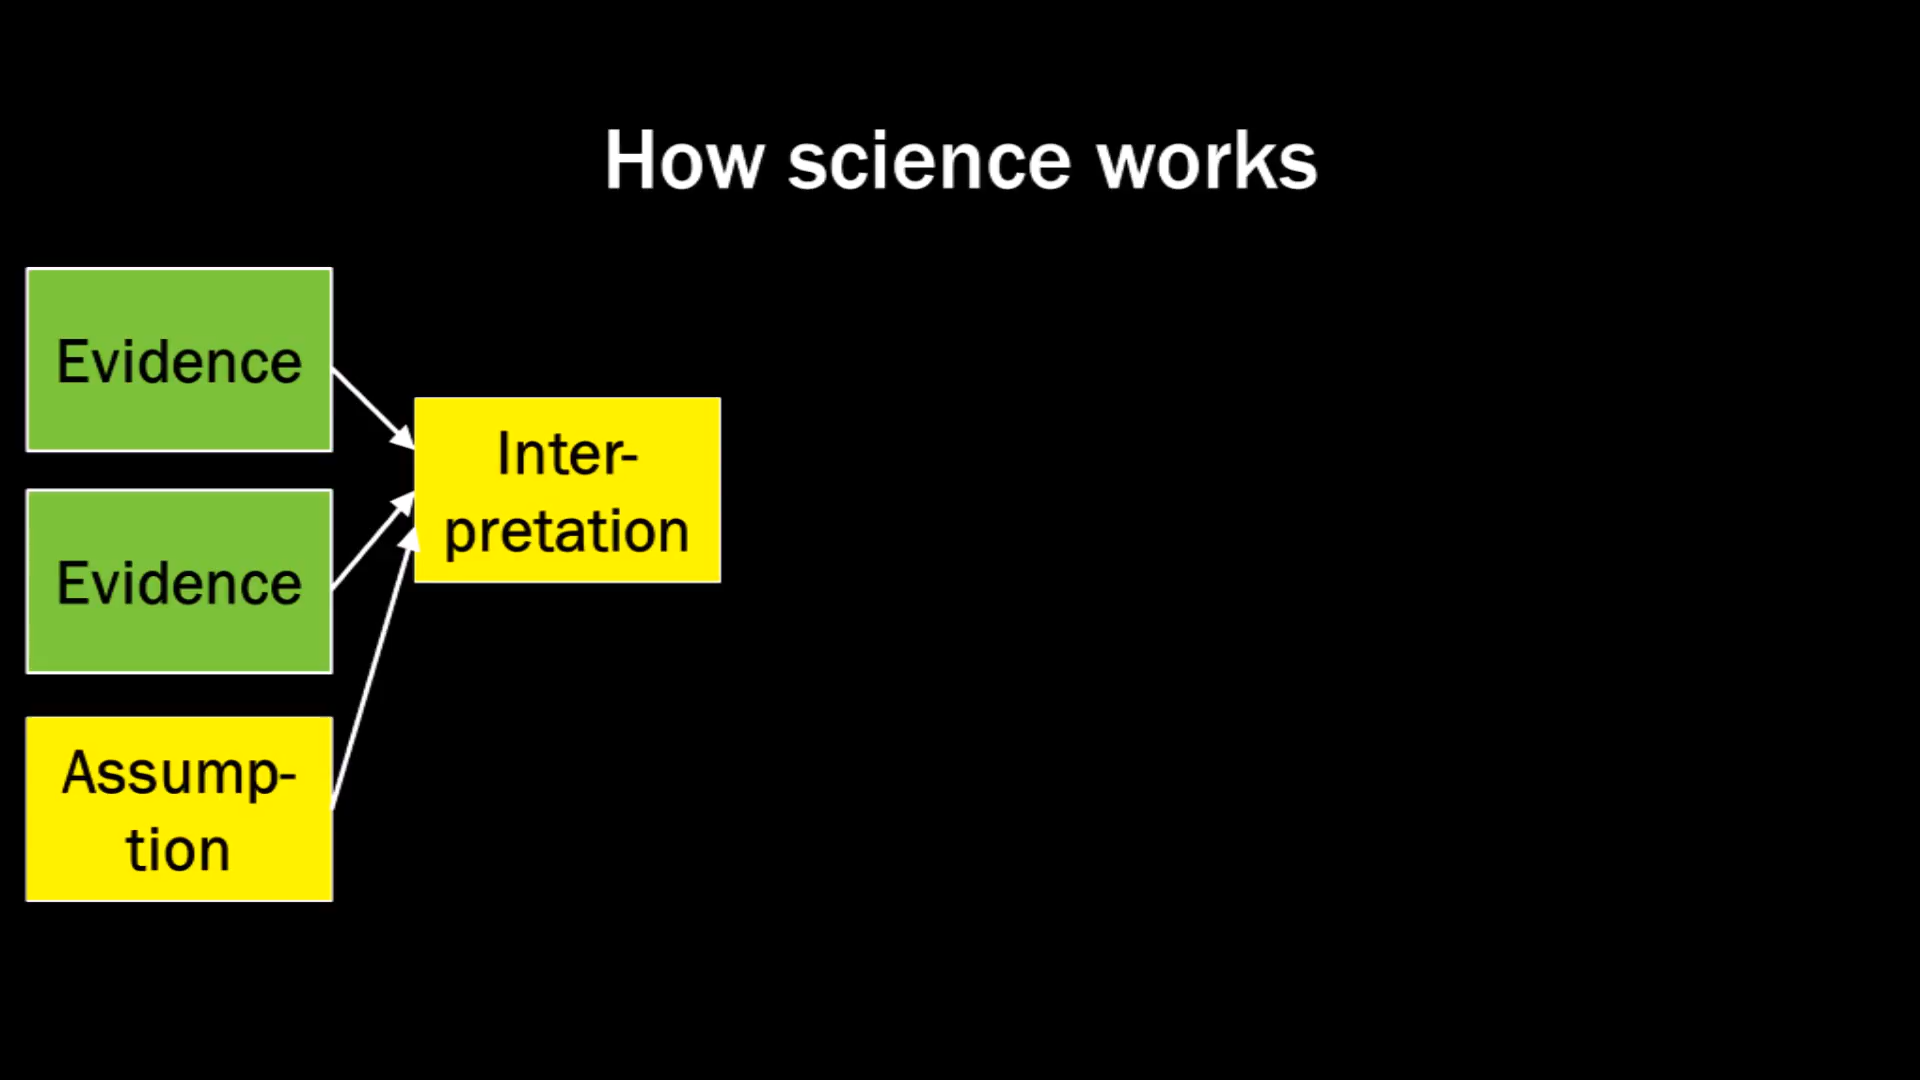 How science works
Evidence
Inter-
pretation
Evidence
Assump-
tion